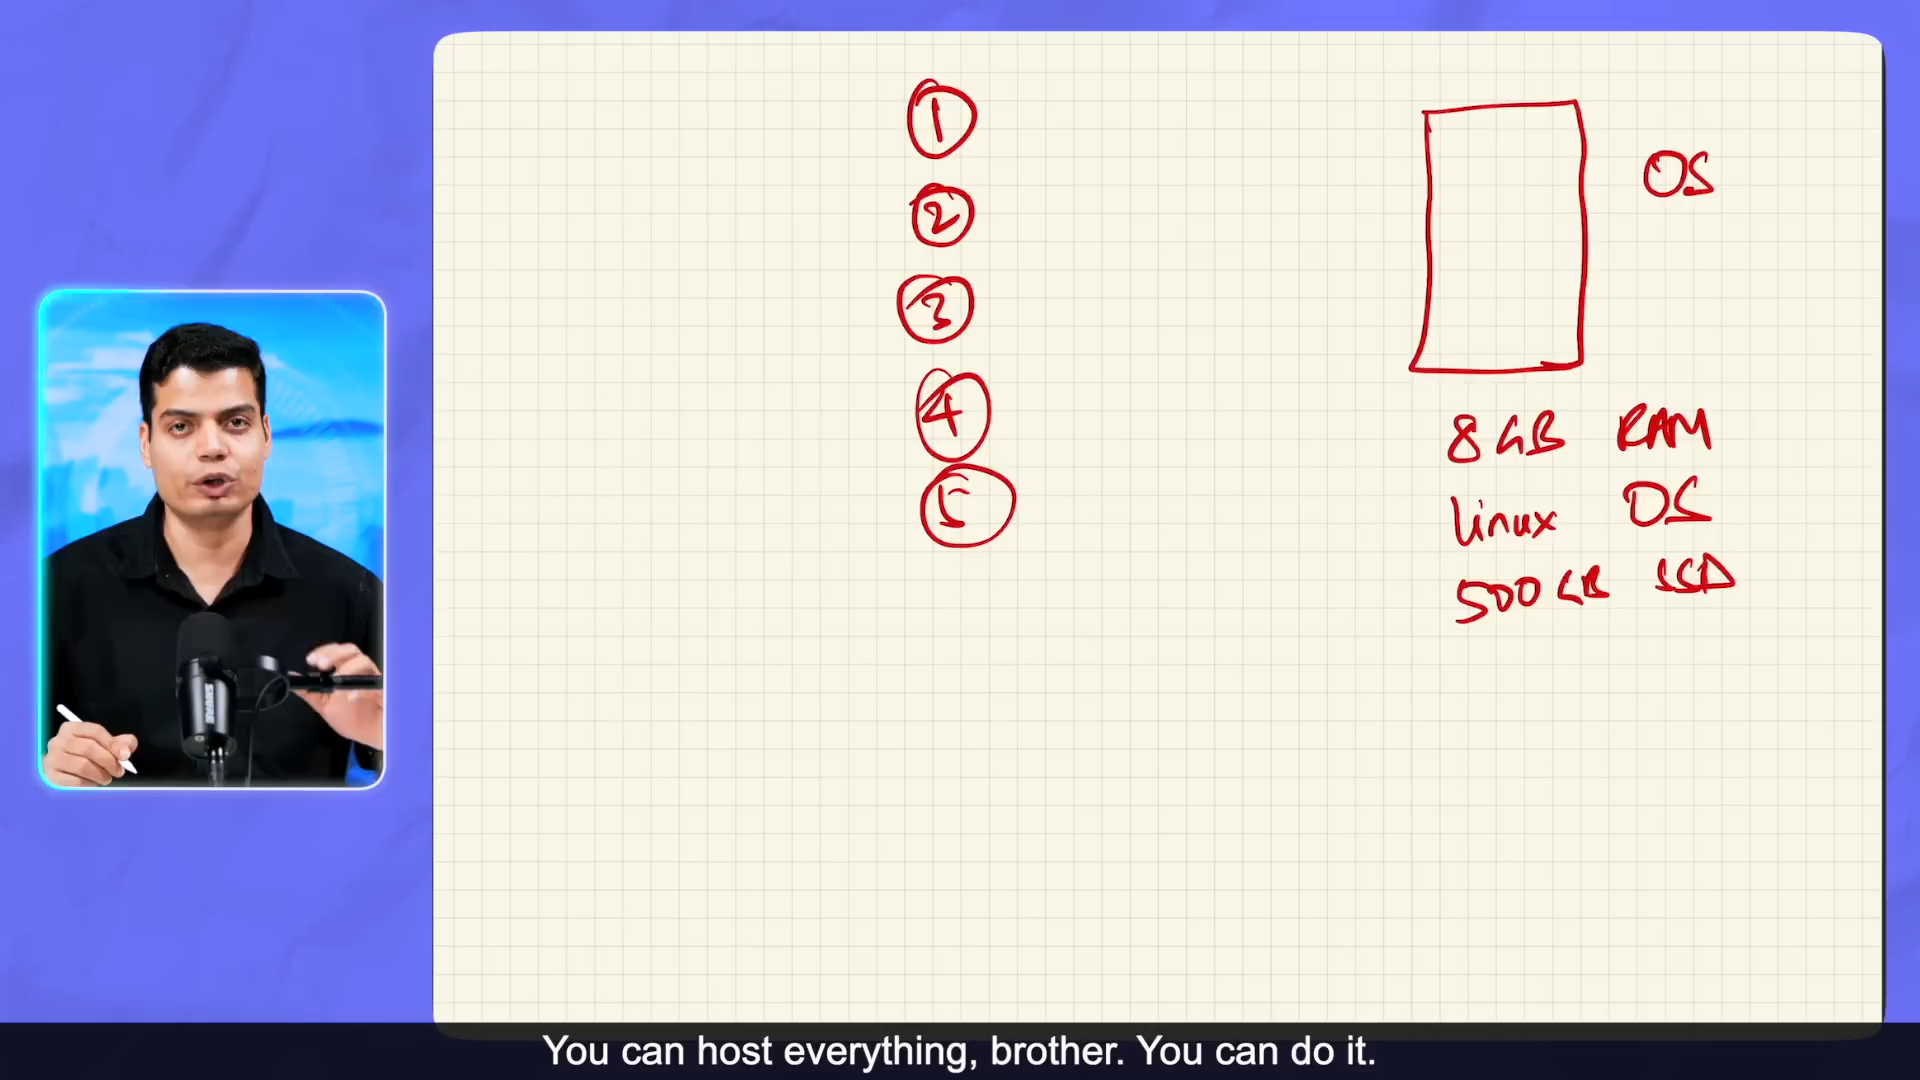 1
2
3
4
5
OS
8 GB RAM
Linux OS
500 GB SSD
SHURE
You can host everything, brother. You can do it.